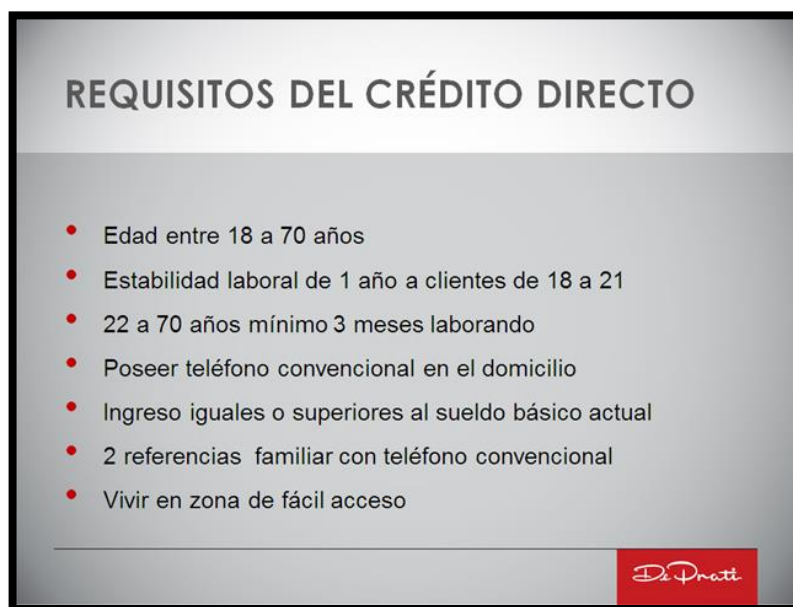 REQUISITOS DEL CRÉDITO DIRECTO
• Edad entre 18 a 70 años
• Estabilidad laboral de 1 año a clientes de 18 a 21
• 22 a 70 años mínimo 3 meses laborando
• Poseer teléfono convencional en el domicilio
• Ingreso iguales o superiores al sueldo básico actual
• 2 referencias familiar con teléfono convencional
• Vivir en zona de fácil acceso
De Prati